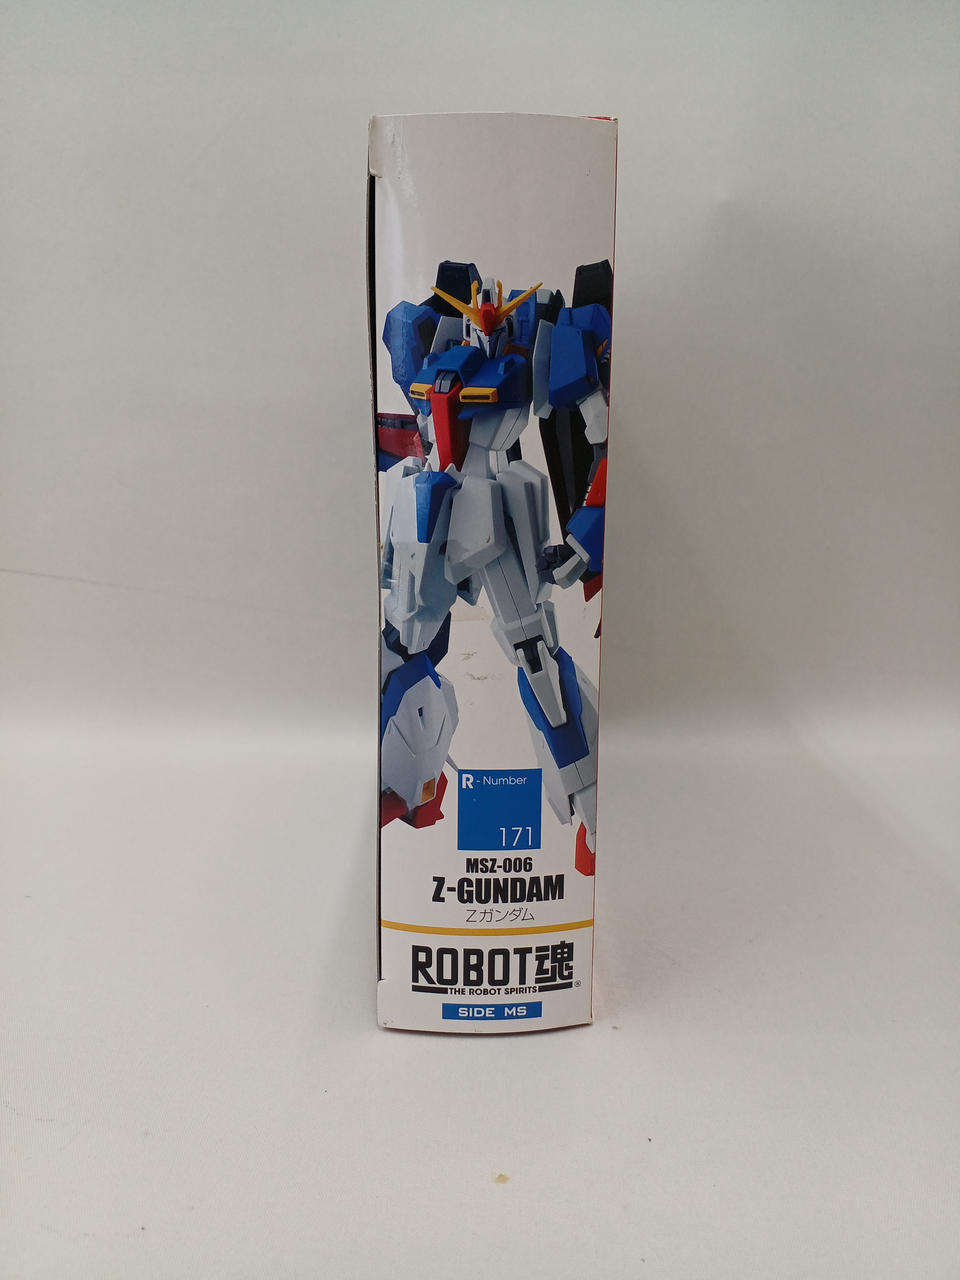 R - Number
171
MSZ-006
Z-GUNDAM
Ζガンダム
ROBOT魂
THE ROBOT SPIRITS
®
SIDE MS